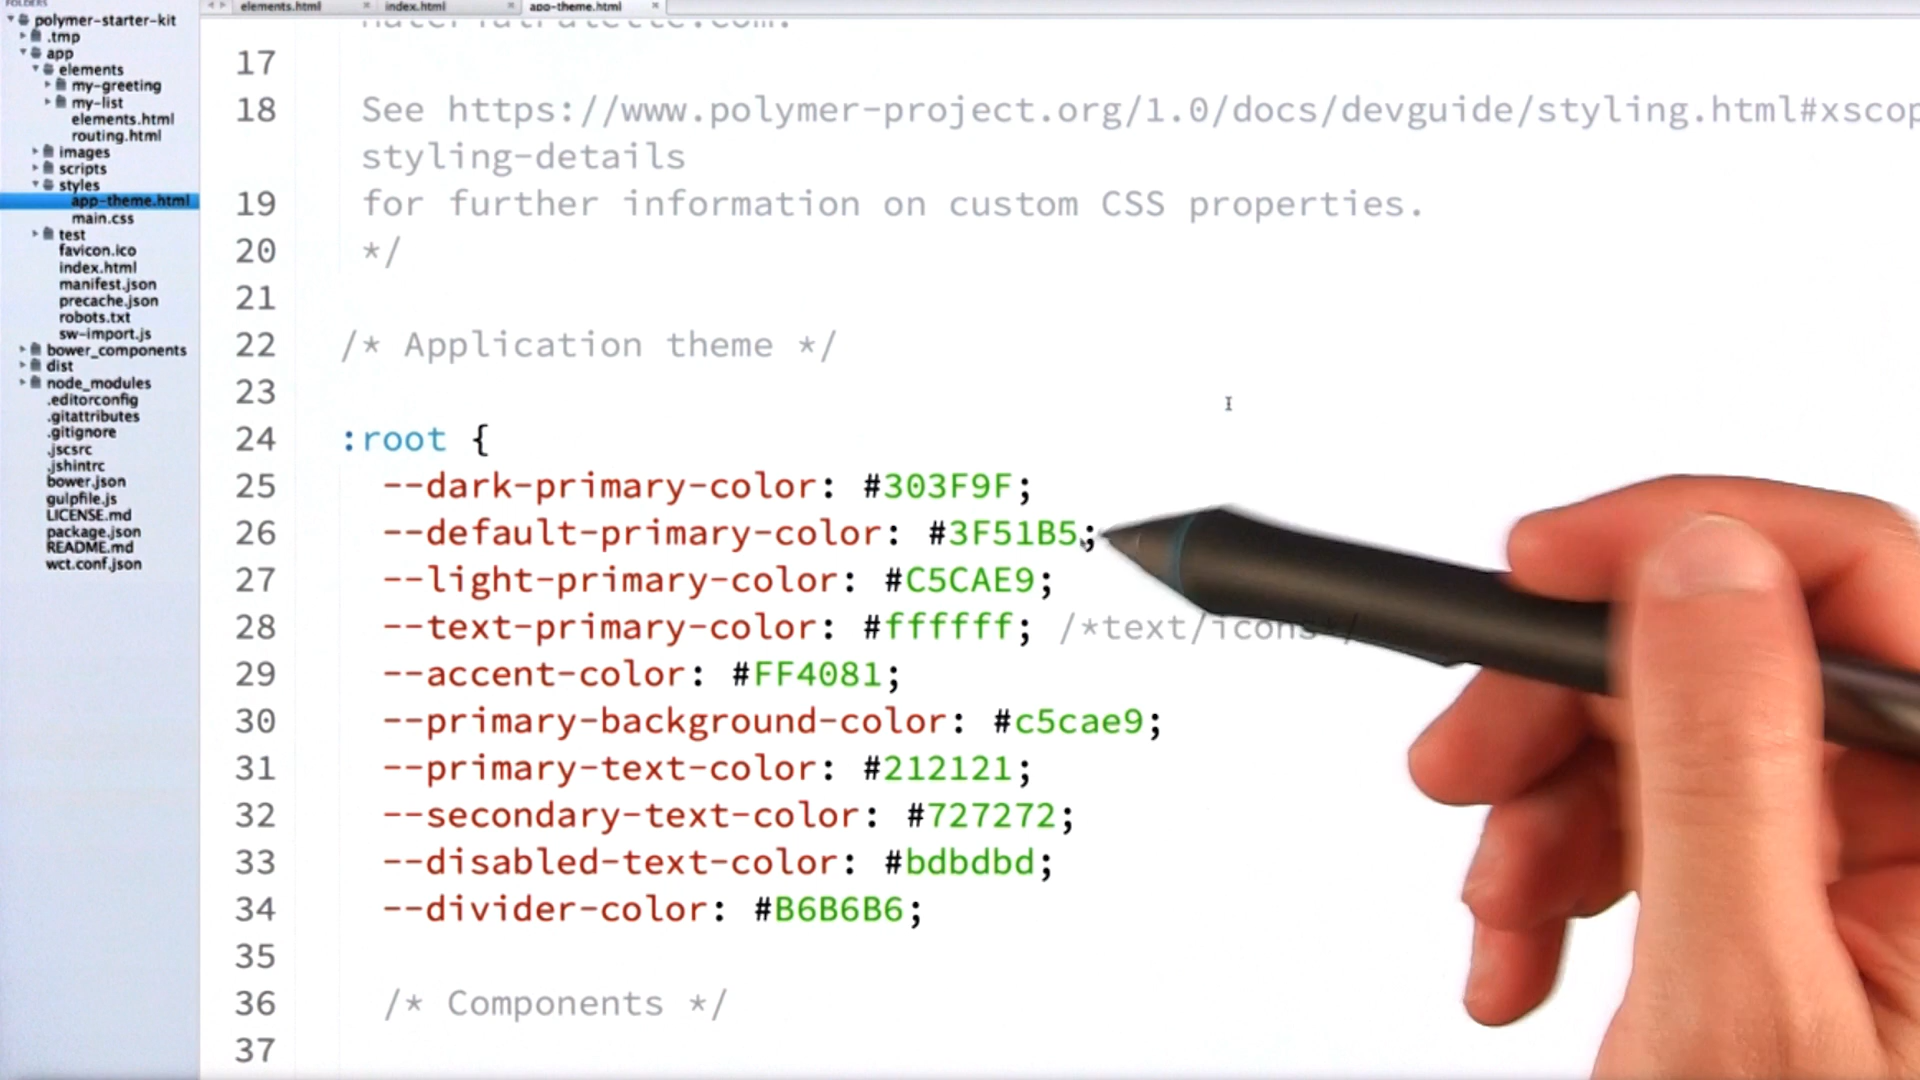 FOLDERS
polymer-starter-kit
.tmp
app
elements
my-greeting
my-list
elements.html
routing.html
images
scripts
styles
app-theme.html
main.css
test
favicon.ico
index.html
manifest.json
precache.json
robots.txt
sw-import.js
bower_components
dist
node_modules
.editorconfig
.gitattributes
.gitignore
.jscsrc
.jshintrc
bower.json
gulpfile.js
LICENSE.md
package.json
README.md
wct.conf.json
elements.html × index.html × app-theme.html ×
17
18 See https://www.polymer-project.org/1.0/docs/devguide/styling.html#xscop
styling-details
19 for further information on custom CSS properties.
20 */
21
22 /* Application theme */
23
24 :root {
25 --dark-primary-color: #303F9F;
26 --default-primary-color: #3F51B5;
27 --light-primary-color: #C5CAE9;
28 --text-primary-color: #ffffff; /*text/icons*/
29 --accent-color: #FF4081;
30 --primary-background-color: #c5cae9;
31 --primary-text-color: #212121;
32 --secondary-text-color: #727272;
33 --disabled-text-color: #bdbdbd;
34 --divider-color: #B6B6B6;
35
36 /* Components */
37